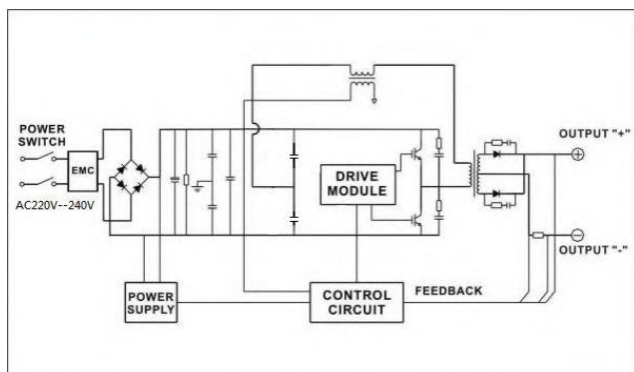 POWER
SWITCH
EMC
AC220V--240V
DRIVE
MODULE
OUTPUT "+"
OUTPUT "-"
POWER
SUPPLY
CONTROL
CIRCUIT
FEEDBACK